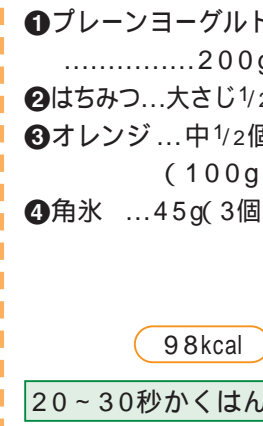 ❶プレーンヨーグルト
……………200g
❷はちみつ…大さじ1/2
❸オレンジ…中1/2個
(100g
❹角氷 …45g(3個
98kcal
20~30秒かくはん